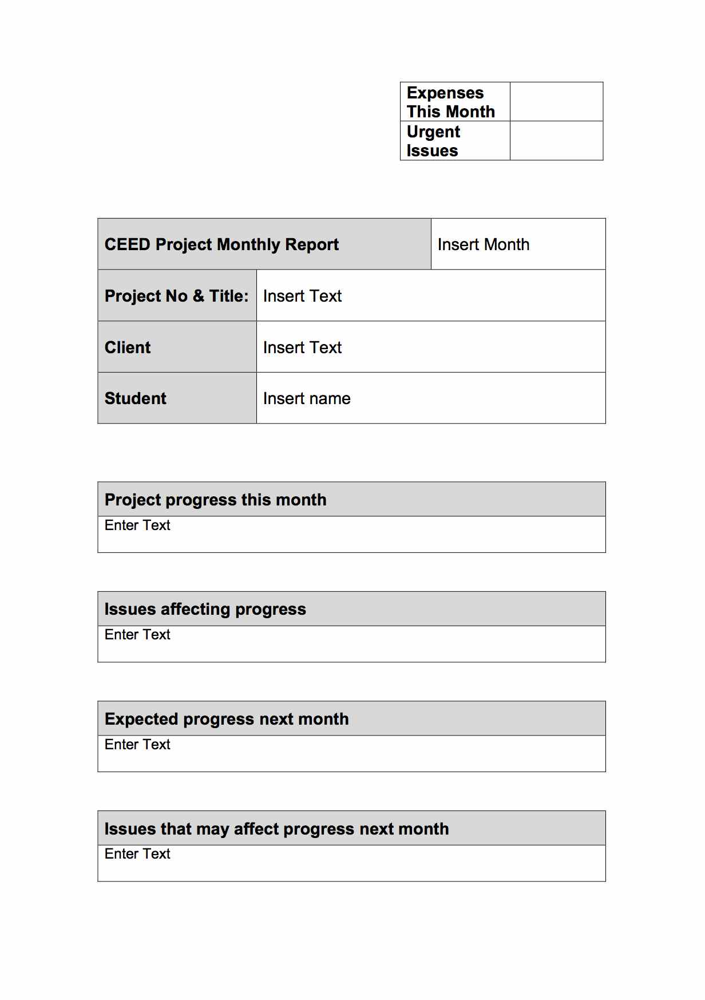 Expenses
This Month
Urgent
Issues
CEED Project Monthly Report Insert Month
Project No & Title: Insert Text
Client Insert Text
Student Insert name
Project progress this month
Enter Text
Issues affecting progress
Enter Text
Expected progress next month
Enter Text
Issues that may affect progress next month
Enter Text